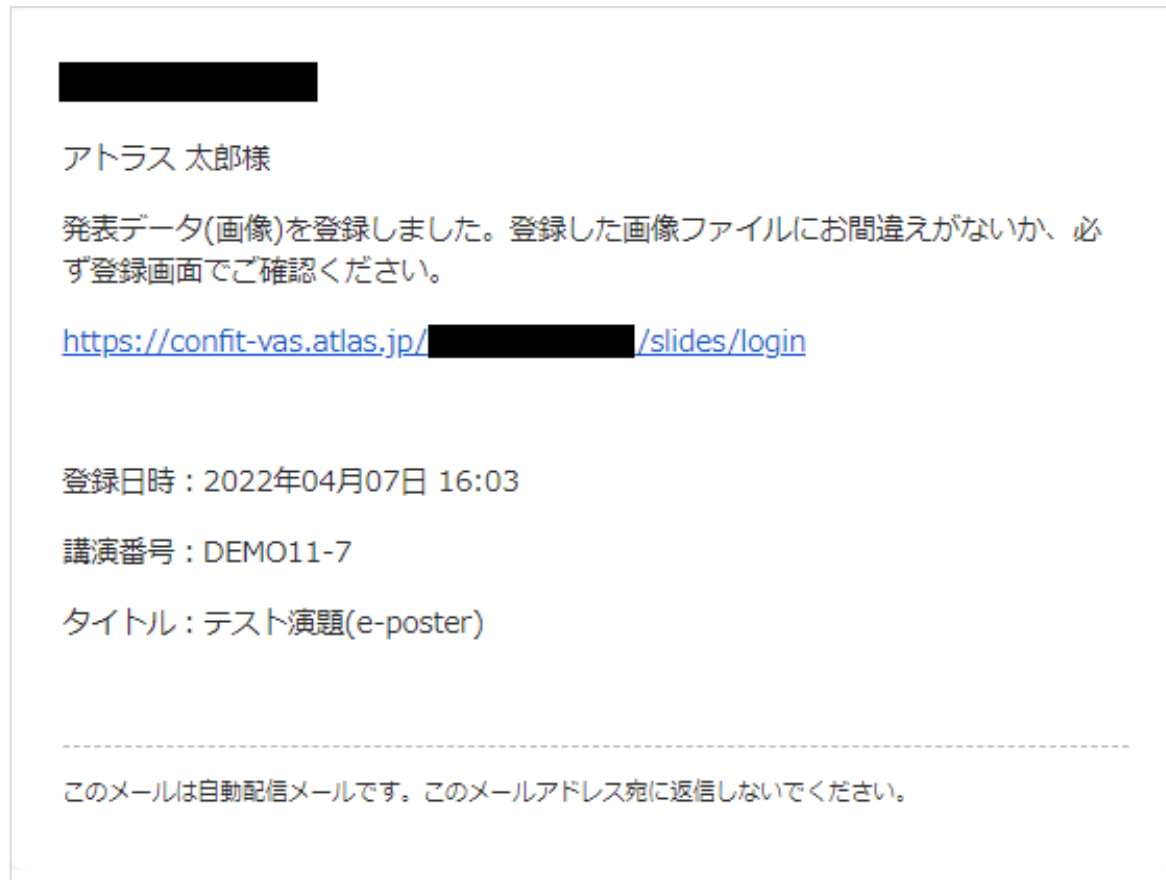 アトラス 太郎様
発表データ(画像)を登録しました。登録した画像ファイルにお間違えがないか、必
ず登録画面でご確認ください。
https://confit-vas.atlas.jp/ /slides/login
登録日時：2022年04月07日 16:03
講演番号：DEMO11-7
タイトル：テスト演題(e-poster)
このメールは自動配信メールです。このメールアドレス宛に返信しないでください。